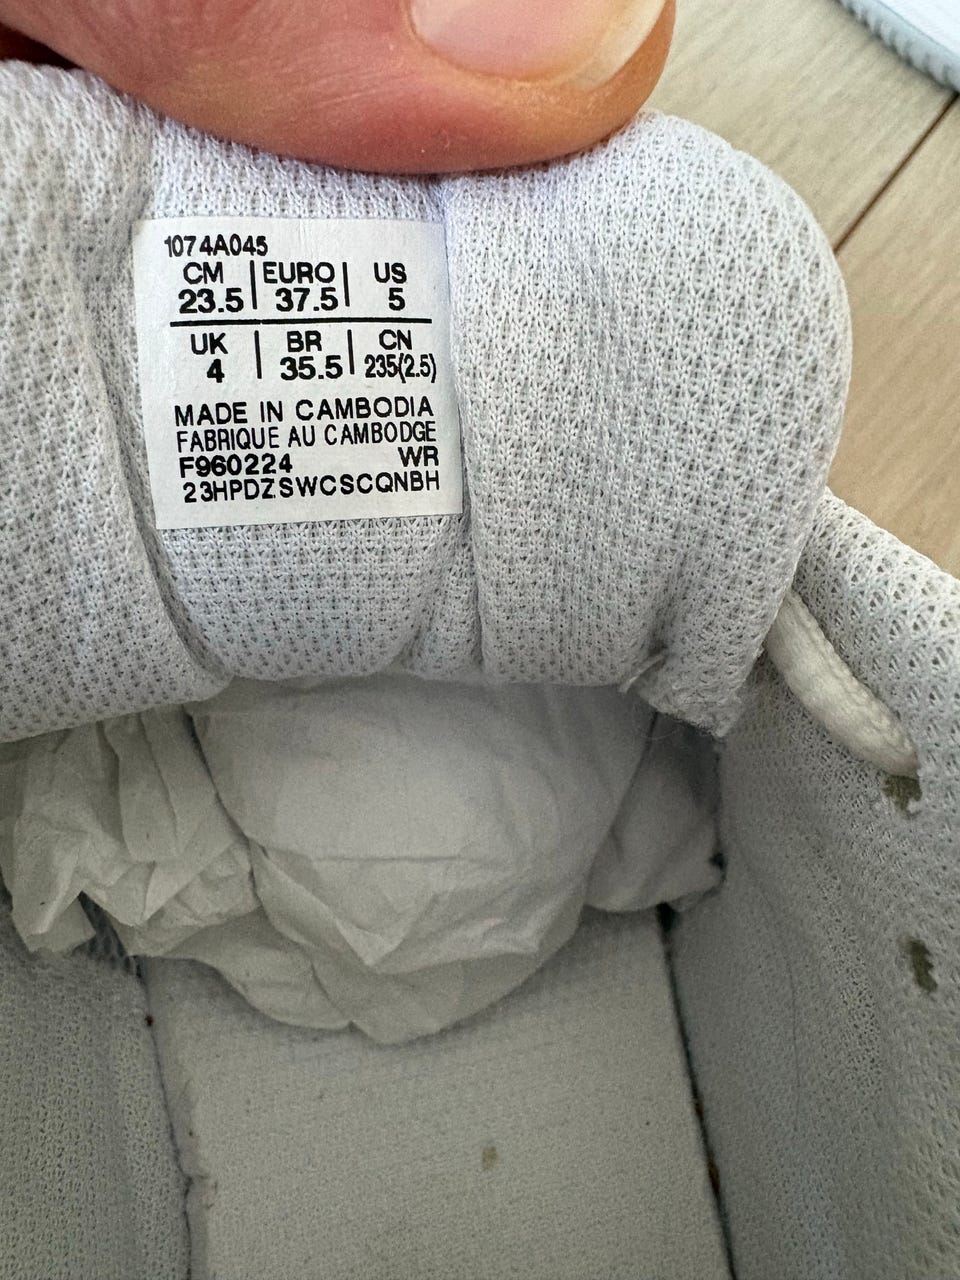 1074A045
CM | EURO | US
23.5 | 37.5 | 5
UK | BR | CN
4 | 35.5 | 235(2.5)
MADE IN CAMBODIA
FABRIQUE AU CAMBODGE
F960224 WR
23HPDZSWCSCQNBH